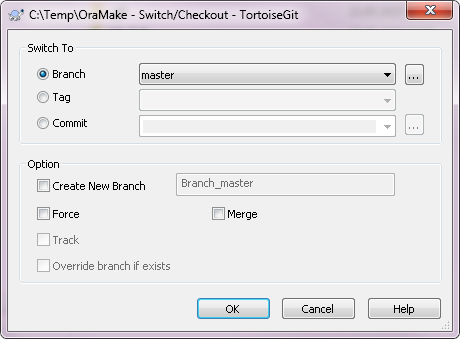 C:\Temp\OraMake - Switch/Checkout - TortoiseGit
Switch To
Branch
master
...
Tag
Commit
...
Option
Create New Branch
Branch_master
Force
Merge
Track
Override branch if exists
OK
Cancel
Help